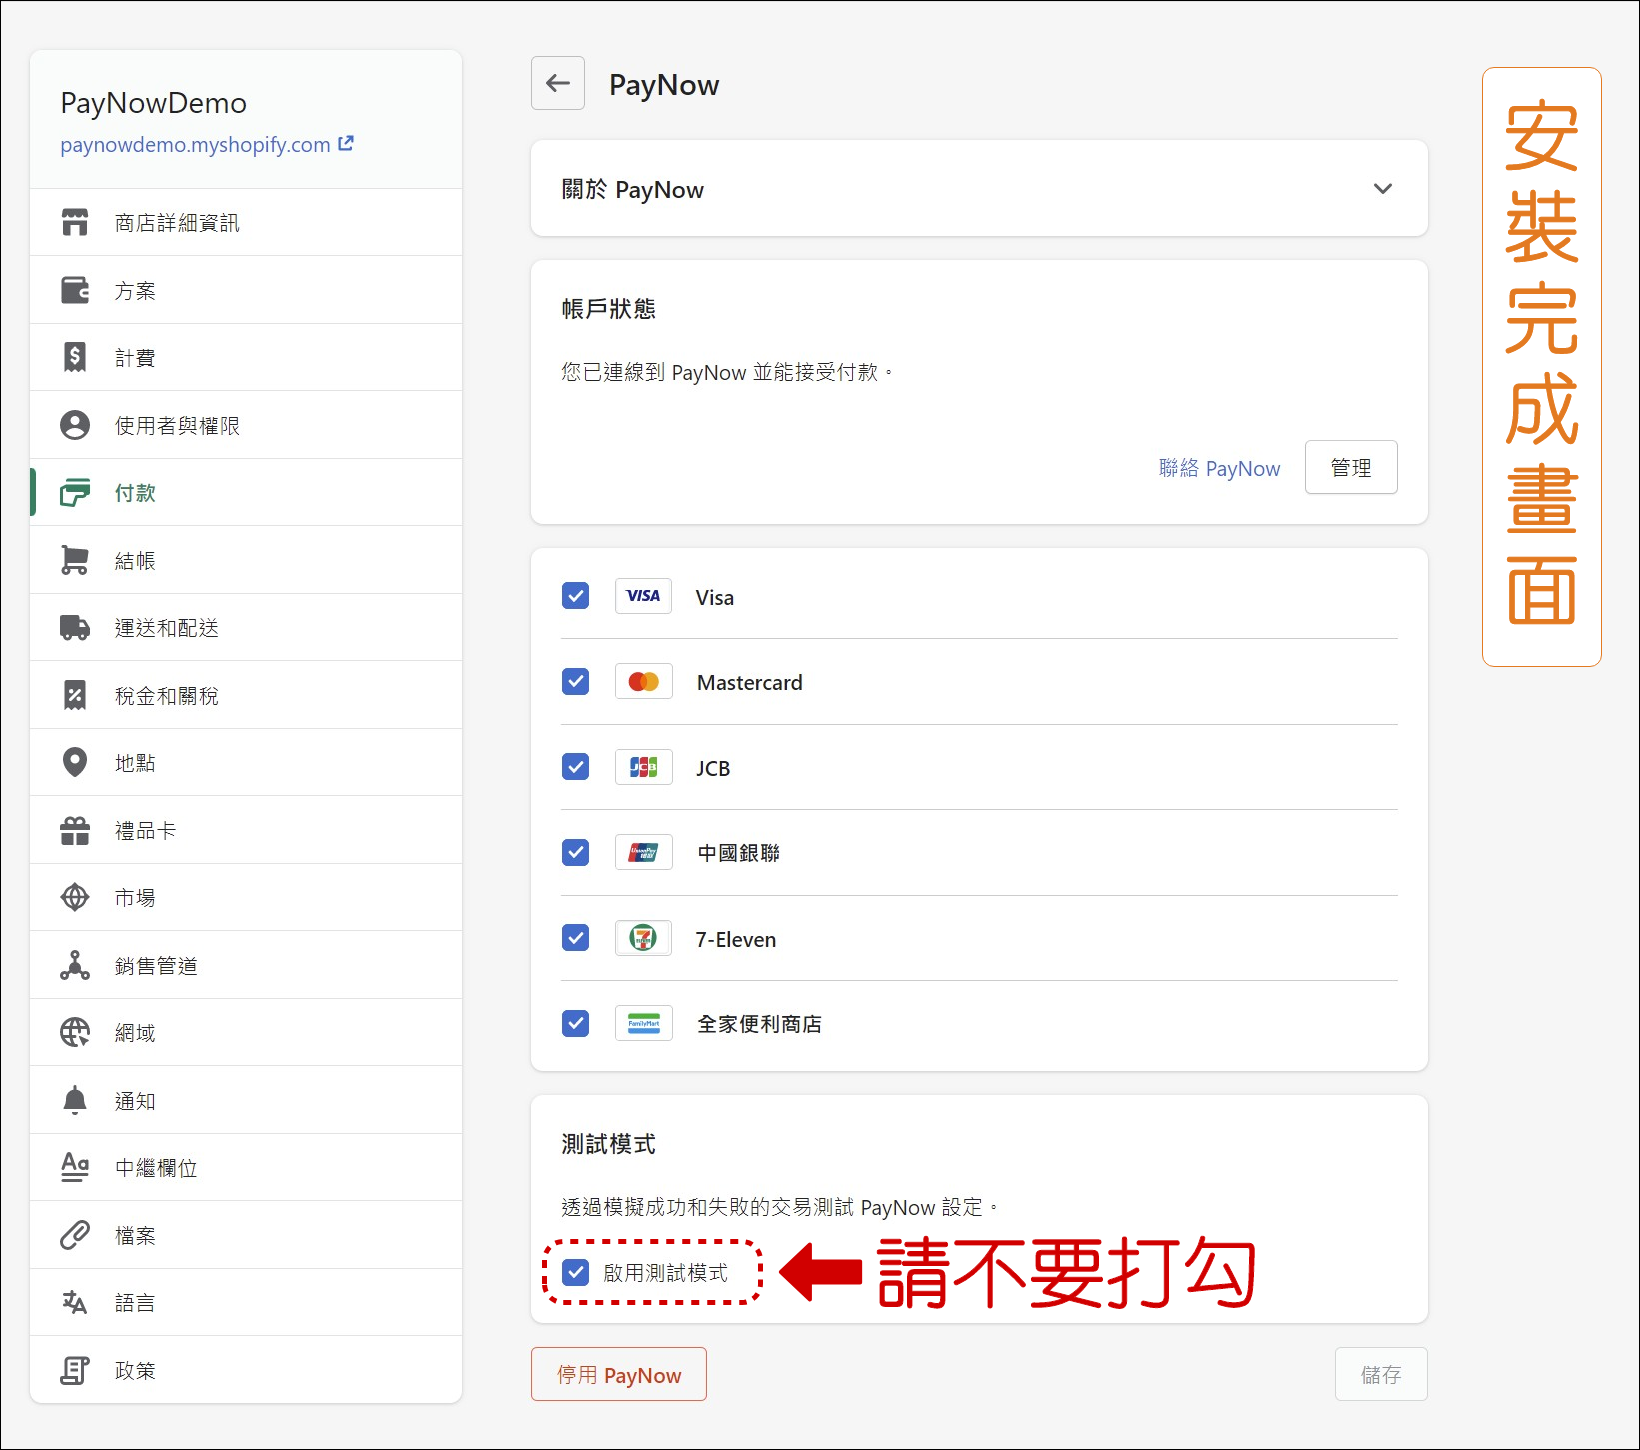 PayNowDemo
paynowdemo.myshopify.com
商店詳細資訊
方案
計費
使用者與權限
付款
結帳
運送和配送
稅金和關稅
地點
禮品卡
市場
銷售管道
網域
通知
中繼欄位
檔案
語言
政策
PayNow
關於 PayNow
帳戶狀態
您已連線到 PayNow 並能接受付款。
聯絡 PayNow
管理
VISA
Visa
Mastercard
JCB
JCB
UnionPay
银联
中國銀聯
7-Eleven
FamilyMart
全家便利商店
測試模式
透過模擬成功和失敗的交易測試 PayNow 設定。
啟用測試模式
請不要打勾
停用 PayNow
儲存
安裝完成畫面